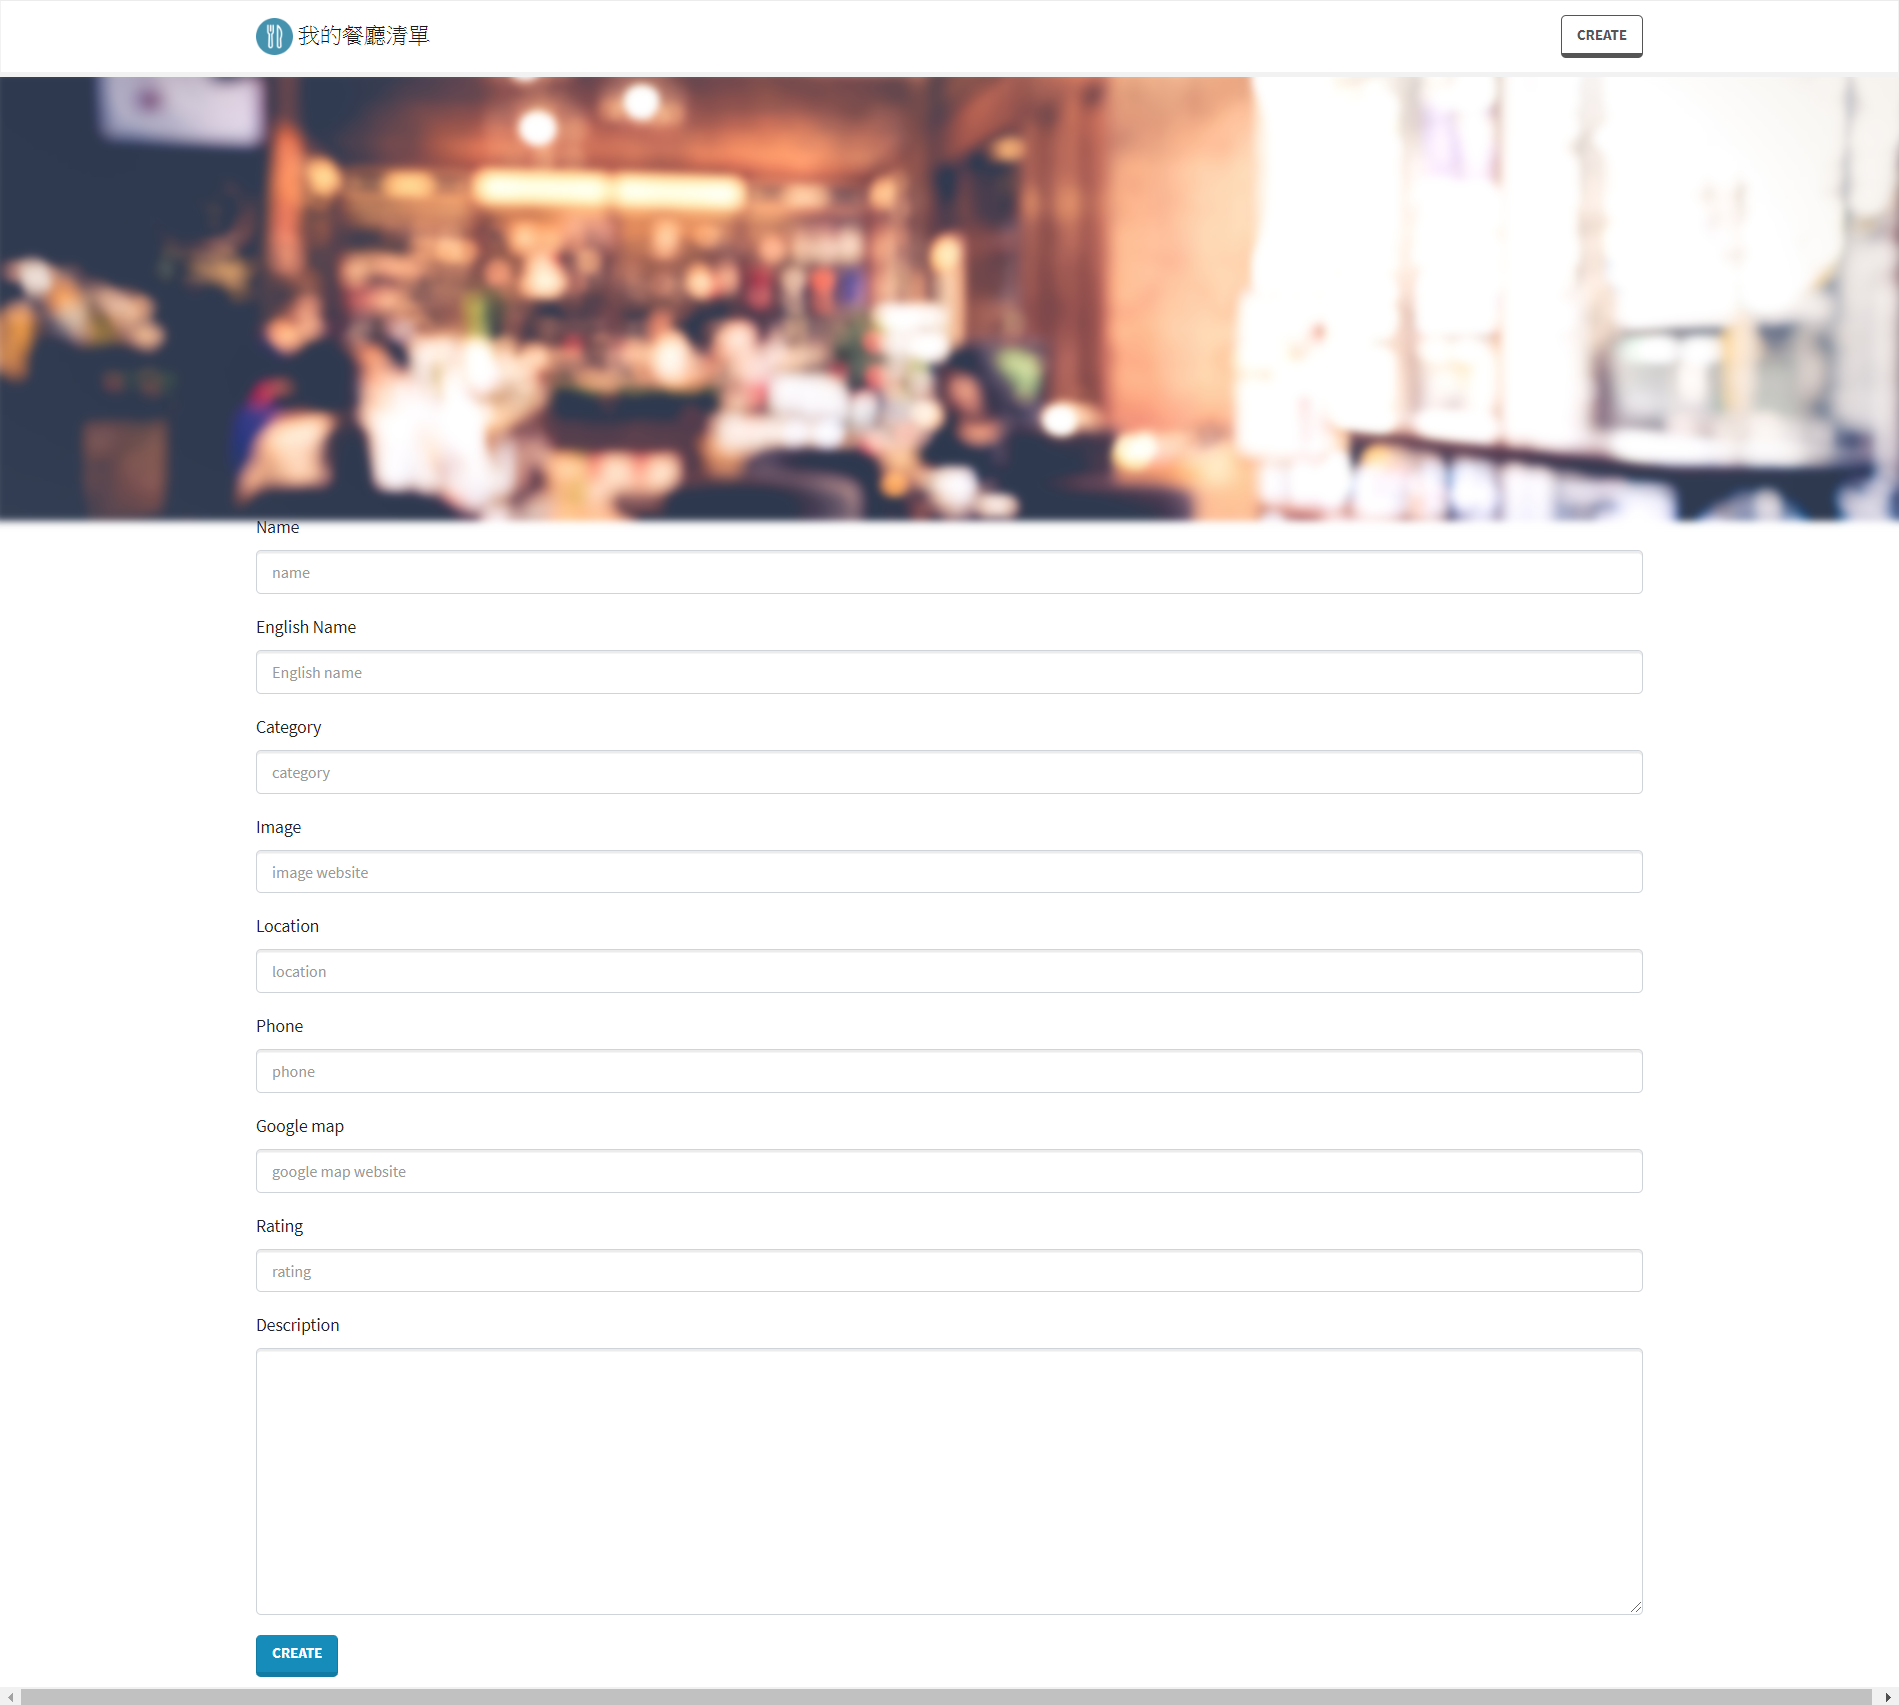 我的餐廳清單
CREATE
Name
name
English Name
English name
Category
category
Image
image website
Location
location
Phone
phone
Google map
google map website
Rating
rating
Description
CREATE